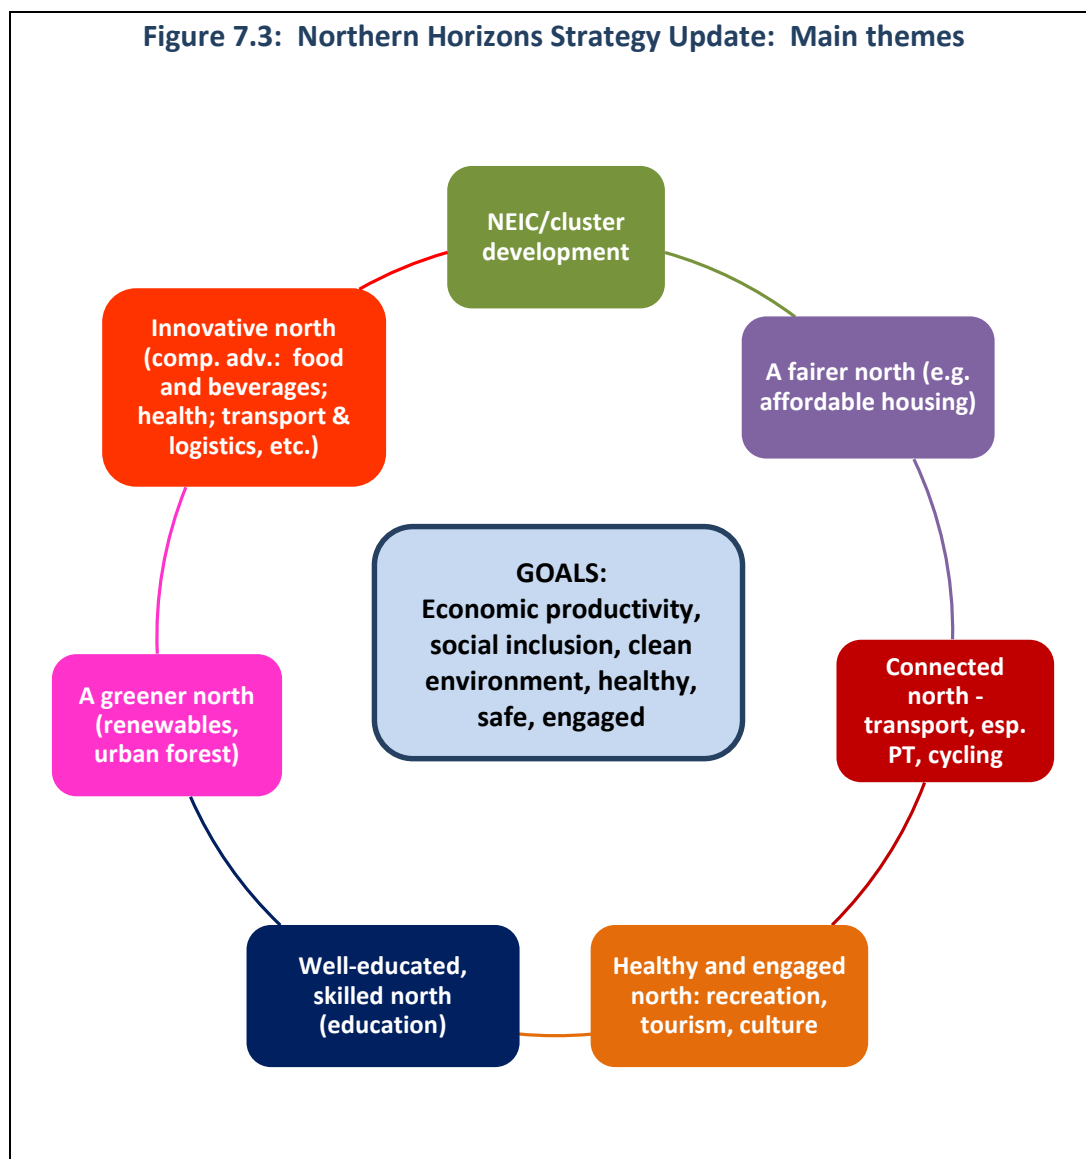 Figure 7.3:  Northern Horizons Strategy Update:  Main themes
NEIC/cluster
development
Innovative north
(comp. adv.:  food
and beverages;
health; transport &
logistics, etc.)
A fairer north (e.g.
affordable housing)
GOALS:
Economic productivity,
social inclusion, clean
environment, healthy,
safe, engaged
A greener north
(renewables,
urban forest)
Connected
north -
transport, esp.
PT, cycling
Well-educated,
skilled north
(education)
Healthy and engaged
north: recreation,
tourism, culture